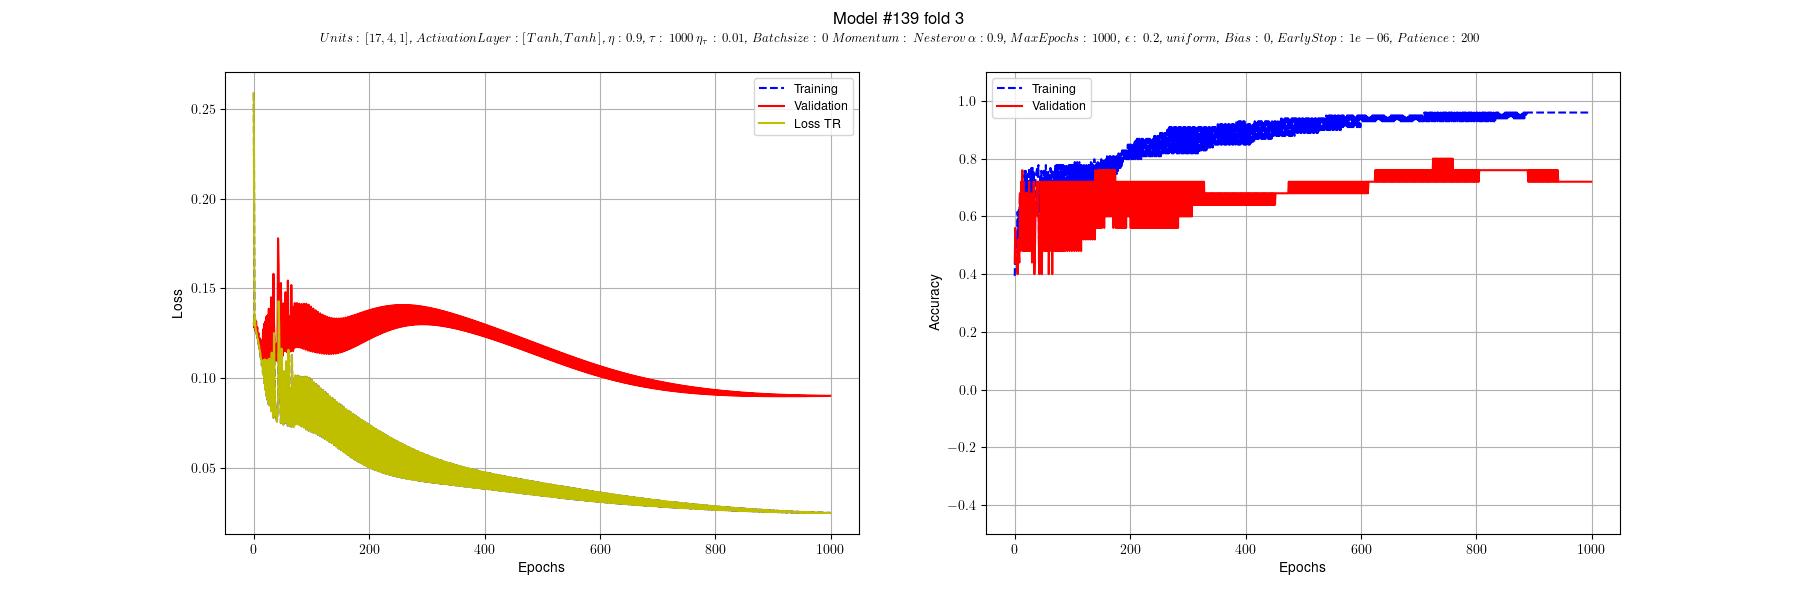 Model #139 fold 3
Units : [17, 4, 1], ActivationLayer : [Tanh, Tanh], η : 0.9, τ : 1000 η_τ : 0.01, Batchsize : 0 Momentum : Nesterov α : 0.9, MaxEpochs : 1000, ϵ : 0.2, uniform, Bias : 0, EarlyStop : 1e − 06, Patience : 200
Training
Validation
Loss TR
0.25
0.20
0.15
0.10
0.05
Loss
0 200 400 600 800 1000
Epochs
Training
Validation
1.0
0.8
0.6
0.4
0.2
0.0
−0.2
−0.4
Accuracy
0 200 400 600 800 1000
Epochs